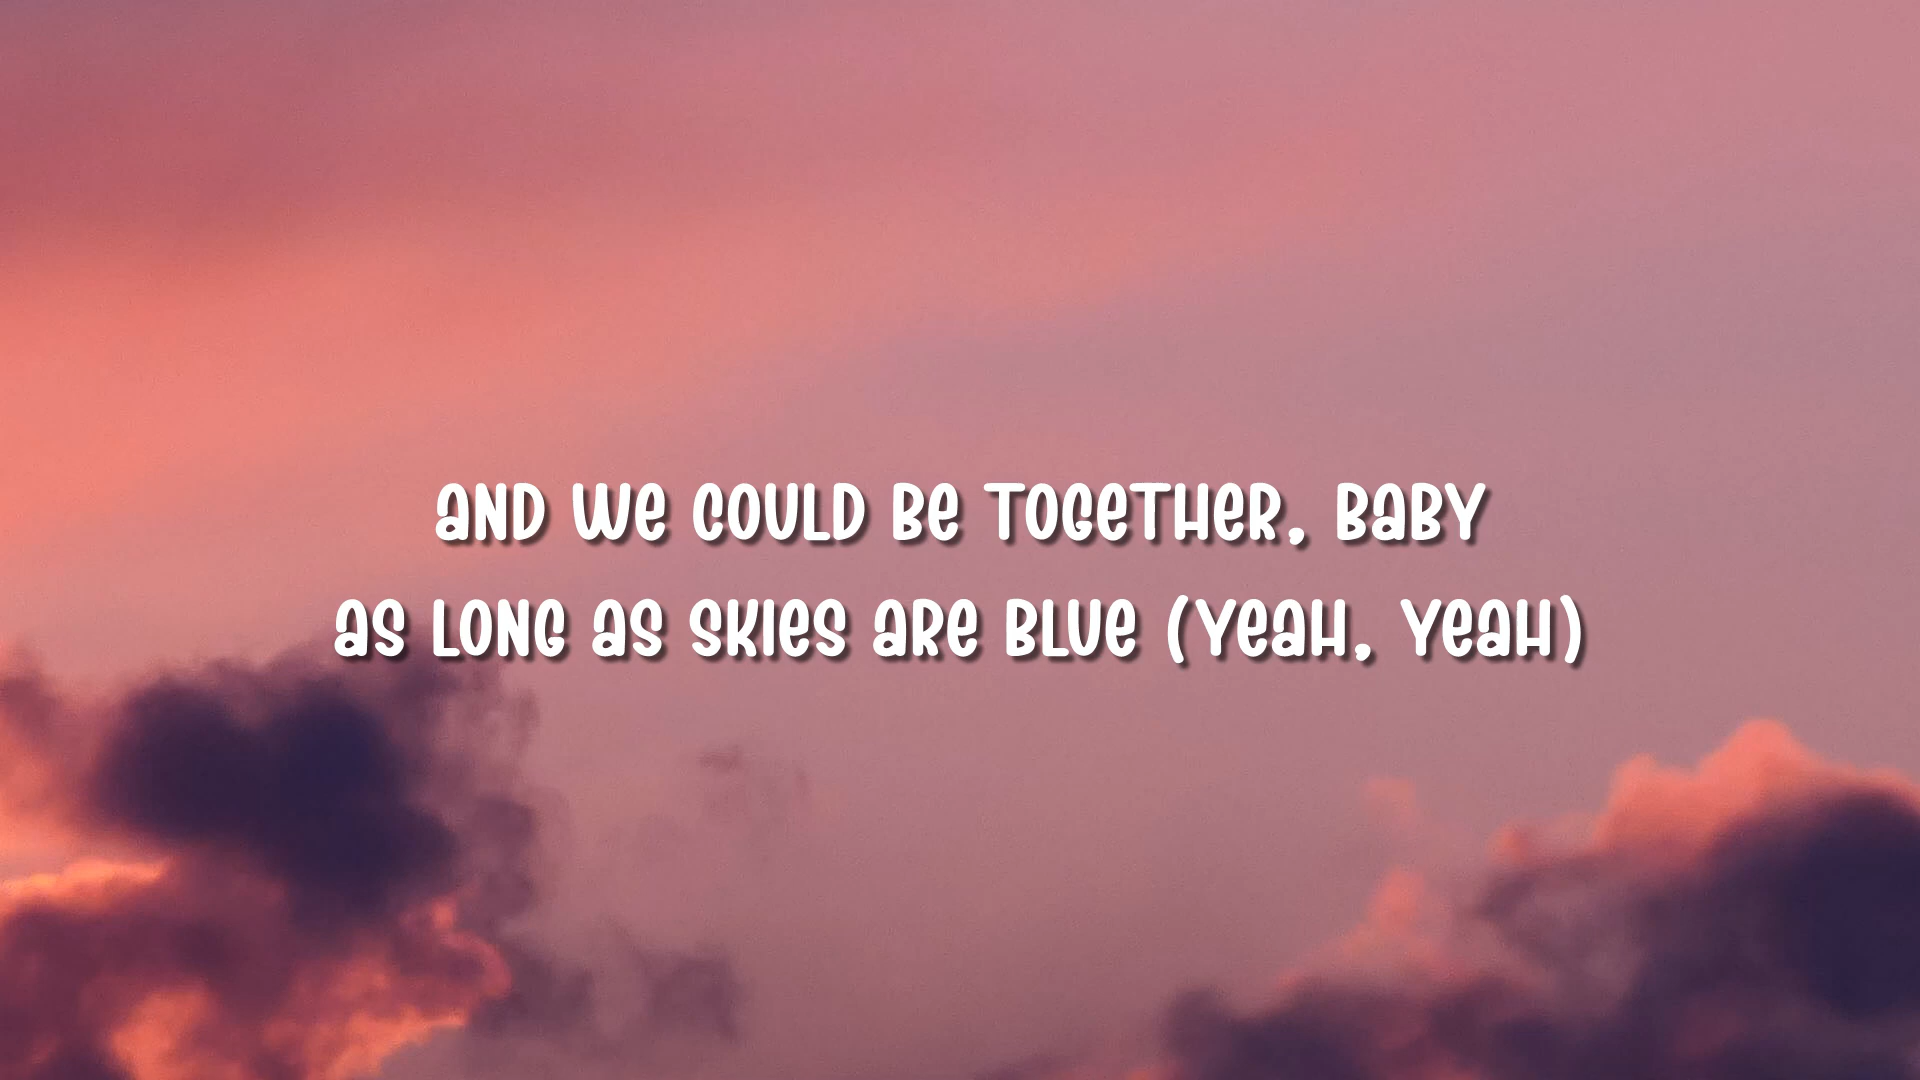 AND WE COULD BE TOGETHER, BABY
AS LONG AS SKIES ARE BLUE (YEAH, YEAH)